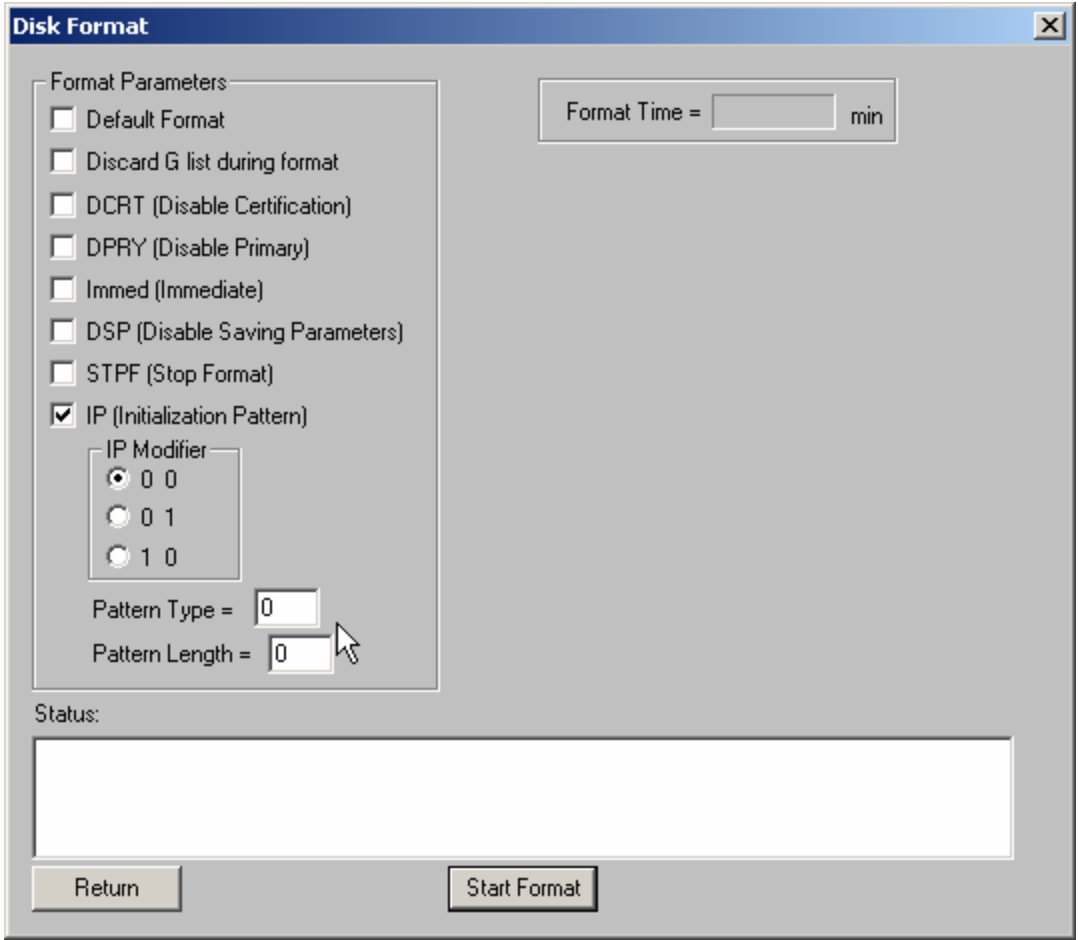 Disk Format
Format Parameters
Default Format
Discard G list during format
DCRT (Disable Certification)
DPRY (Disable Primary)
Immed (Immediate)
DSP (Disable Saving Parameters)
STPF (Stop Format)
IP (Initialization Pattern)
IP Modifier
0 0
0 1
1 0
Pattern Type = 0
Pattern Length = 0
Format Time = min
Status:
Return
Start Format